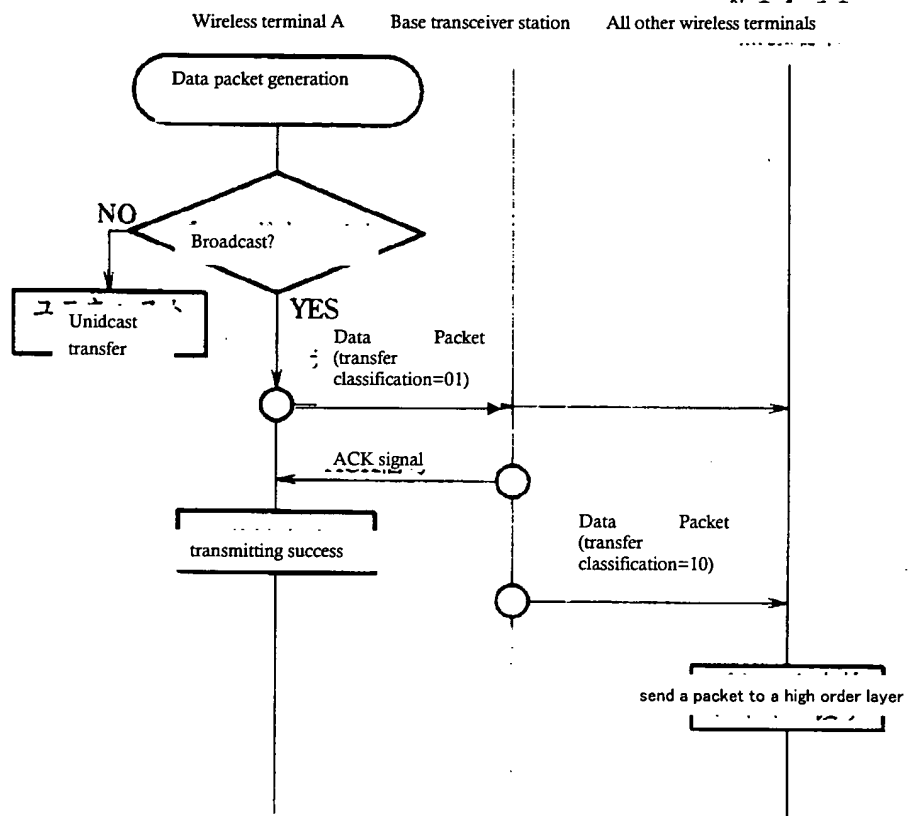 Wireless terminal A Base transceiver station All other wireless terminals
Data packet generation
NO
Broadcast?
YES
Unidcast
transfer
Data Packet
(transfer
classification=01)
ACK signal
transmitting success
Data Packet
(transfer
classification=10)
send a packet to a high order layer